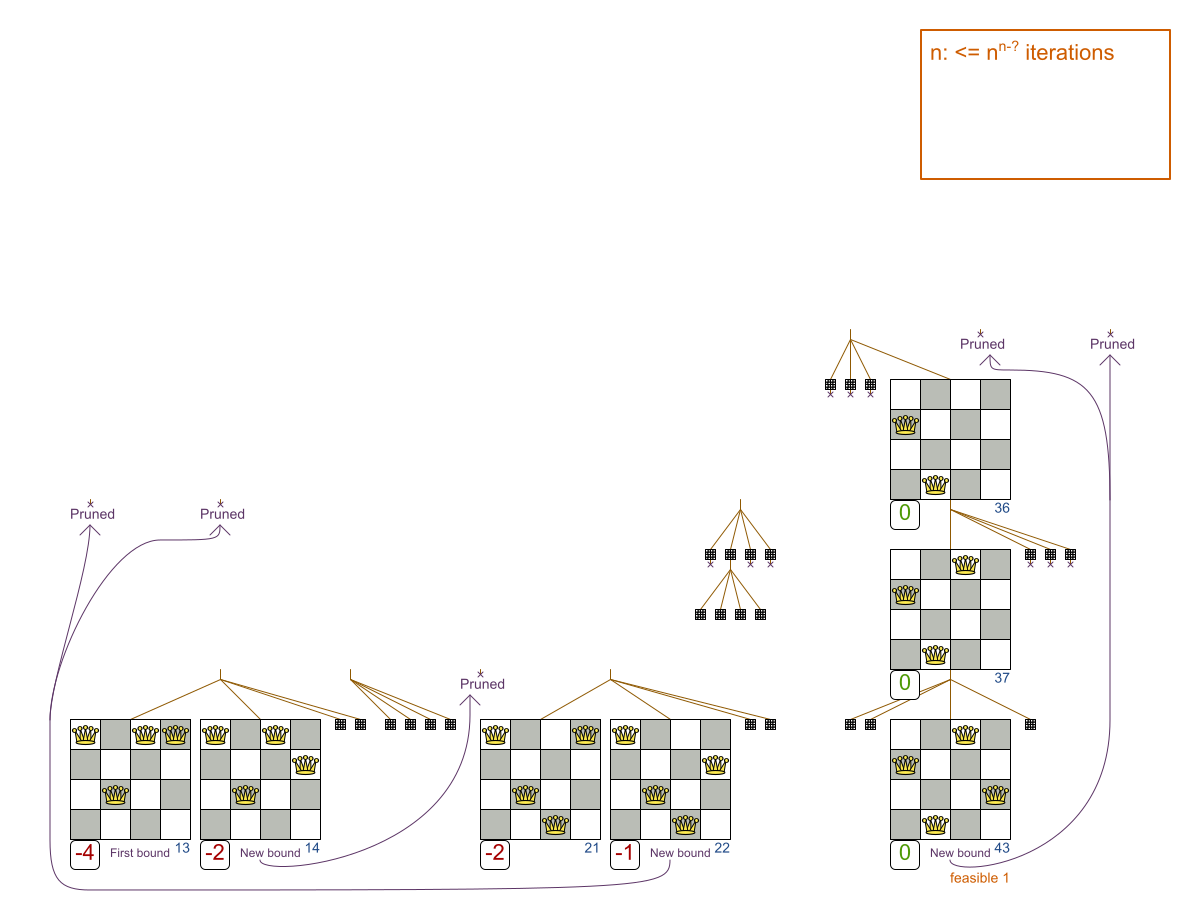 n: <= n^n-? iterations
Pruned
Pruned
0
36
Pruned
Pruned
0
37
Pruned
-4
First bound
13
-2
New bound
14
-2
21
-1
New bound
22
0
New bound
43
feasible 1